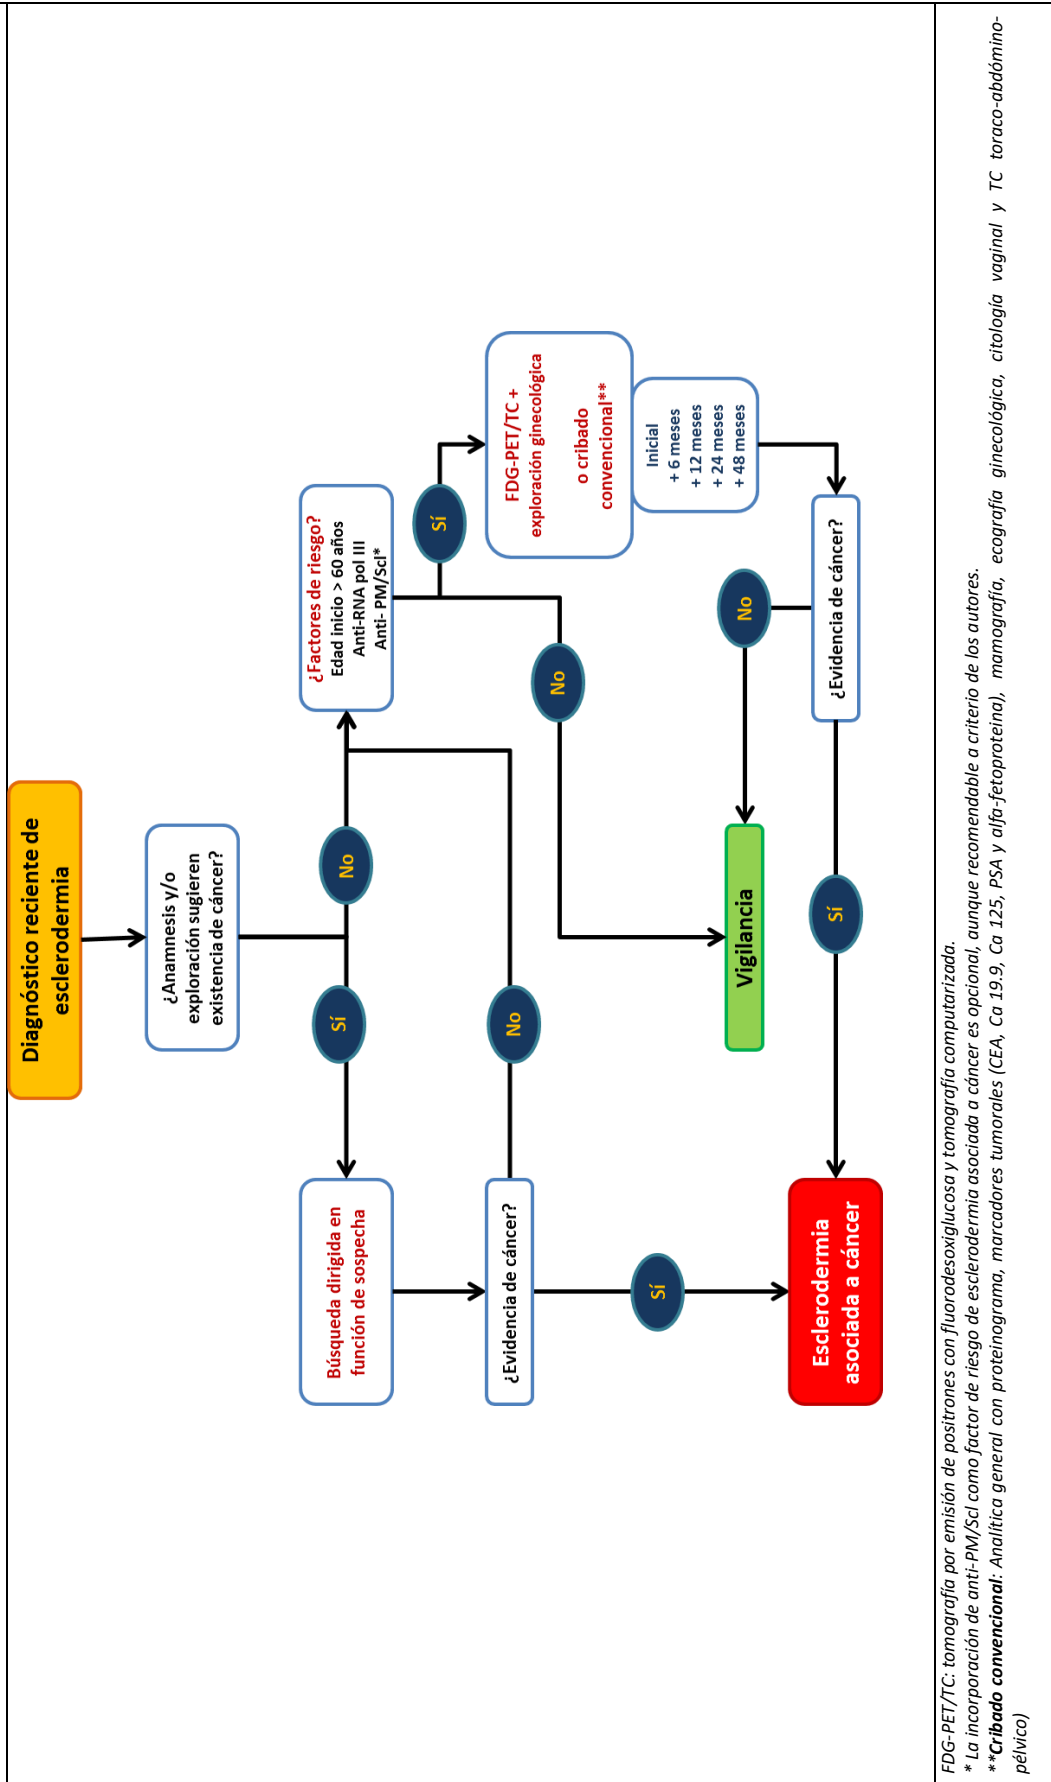 Diagnóstico reciente de
esclerodermia
¿Anamnesis y/o
exploración sugieren
existencia de cáncer?
Sí
No
Búsqueda dirigida en
función de sospecha
¿Factores de riesgo?
Edad inicio > 60 años
Anti-RNA pol III
Anti- PM/Scl*
¿Evidencia de cáncer?
No
No
Sí
FDG-PET/TC +
exploración ginecológica
o cribado
convencional**
Inicial
+ 6 meses
+ 12 meses
+ 24 meses
+ 48 meses
Sí
Vigilancia
No
¿Evidencia de cáncer?
Sí
Esclerodermia
asociada a cáncer
FDG-PET/TC: tomografía por emisión de positrones con fluorodesoxiglucosa y tomografía computarizada.
* La incorporación de anti-PM/Scl como factor de riesgo de esclerodermia asociada a cáncer es opcional, aunque recomendable a criterio de los autores.
**Cribado convencional: Analítica general con proteinograma, marcadores tumorales (CEA, Ca 19.9, Ca 125, PSA y alfa-fetoproteina), mamografía, ecografía ginecológica, citología vaginal y TC toraco-abdómino-
pélvico)